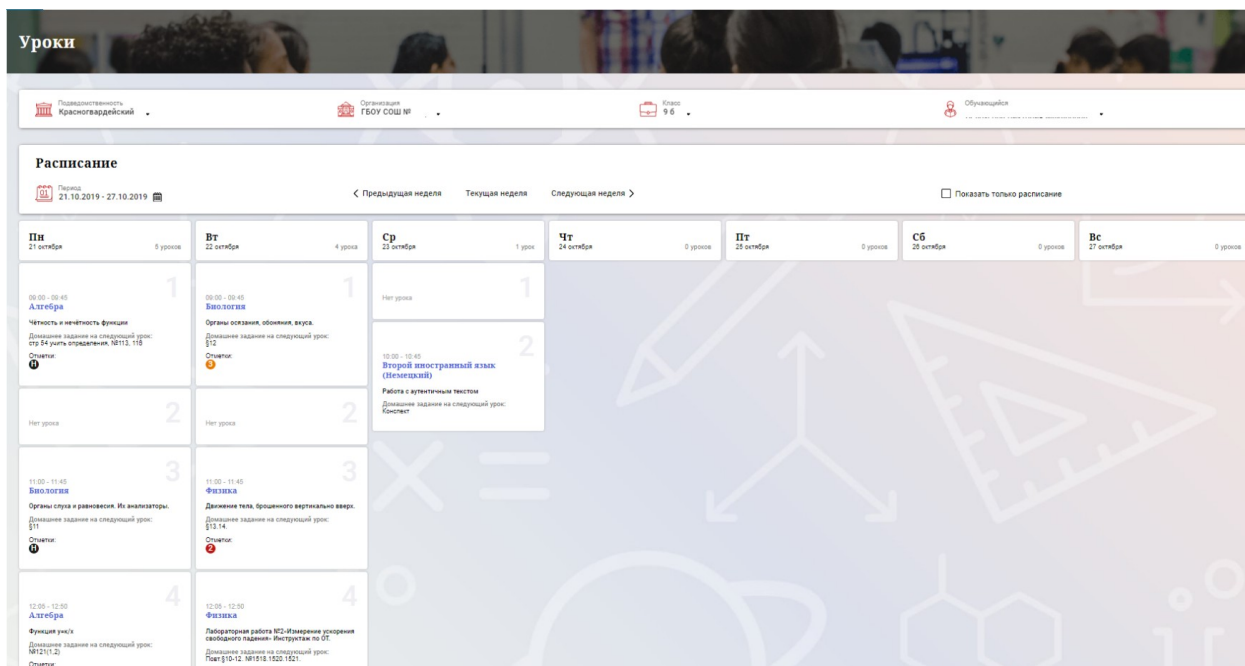 Уроки
Подведомственность
Красногвардейский
Организация
ГБОУ СОШ №
Класс
9 б
Обучающийся
Расписание
01
Период
21.10.2019 - 27.10.2019
Предыдущая неделя
Текущая неделя
Следующая неделя
Показать только расписание
Пн
21 октября
5 уроков
Вт
22 октября
4 урока
Ср
23 октября
1 урок
Чт
24 октября
0 уроков
Пт
25 октября
0 уроков
Сб
26 октября
0 уроков
Вс
27 октября
0 уроков
1
09:00 - 09:45
Алгебра
Чётность и нечётность функции
Домашнее задание на следующий урок:
стр 54 учить определения, №113, 116
Отметки:
Н
2
Нет урока
3
11:00 - 11:45
Биология
Органы слуха и равновесия. Их анализаторы.
Домашнее задание на следующий урок:
§11
Отметки:
Н
4
12:05 - 12:50
Алгебра
Функция у=к/х
Домашнее задание на следующий урок:
№121(1,2)
Отметки:
1
09:00 - 09:45
Биология
Органы осязания, обоняния, вкуса.
Домашнее задание на следующий урок:
§12
Отметки:
3
2
Нет урока
3
11:00 - 11:45
Физика
Движение тела, брошенного вертикально вверх.
Домашнее задание на следующий урок:
§13.14.
Отметки:
2
4
12:05 - 12:50
Физика
Лабораторная работа №2«Измерение ускорения
свободного падения» Инструктаж по ОТ.
Домашнее задание на следующий урок:
Повт.§10-12. №1518.1520.1521.
1
Нет урока
2
10:00 - 10:45
Второй иностранный язык
(Немецкий)
Работа с аутентичным текстом
Домашнее задание на следующий урок:
Конспект